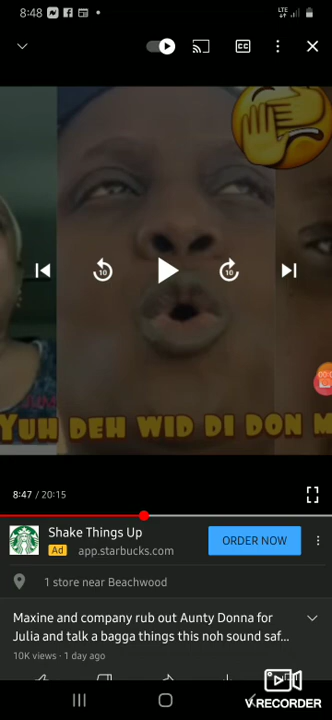 8:48
LTE
CC
10
10
YUH DEH WID DI DON M
8:47 / 20:15
Shake Things Up
Ad app.starbucks.com
ORDER NOW
1 store near Beachwood
Maxine and company rub out Aunty Donna for
Julia and talk a bagga things this noh sound saf...
10K views · 1 day ago
V·RECORDER